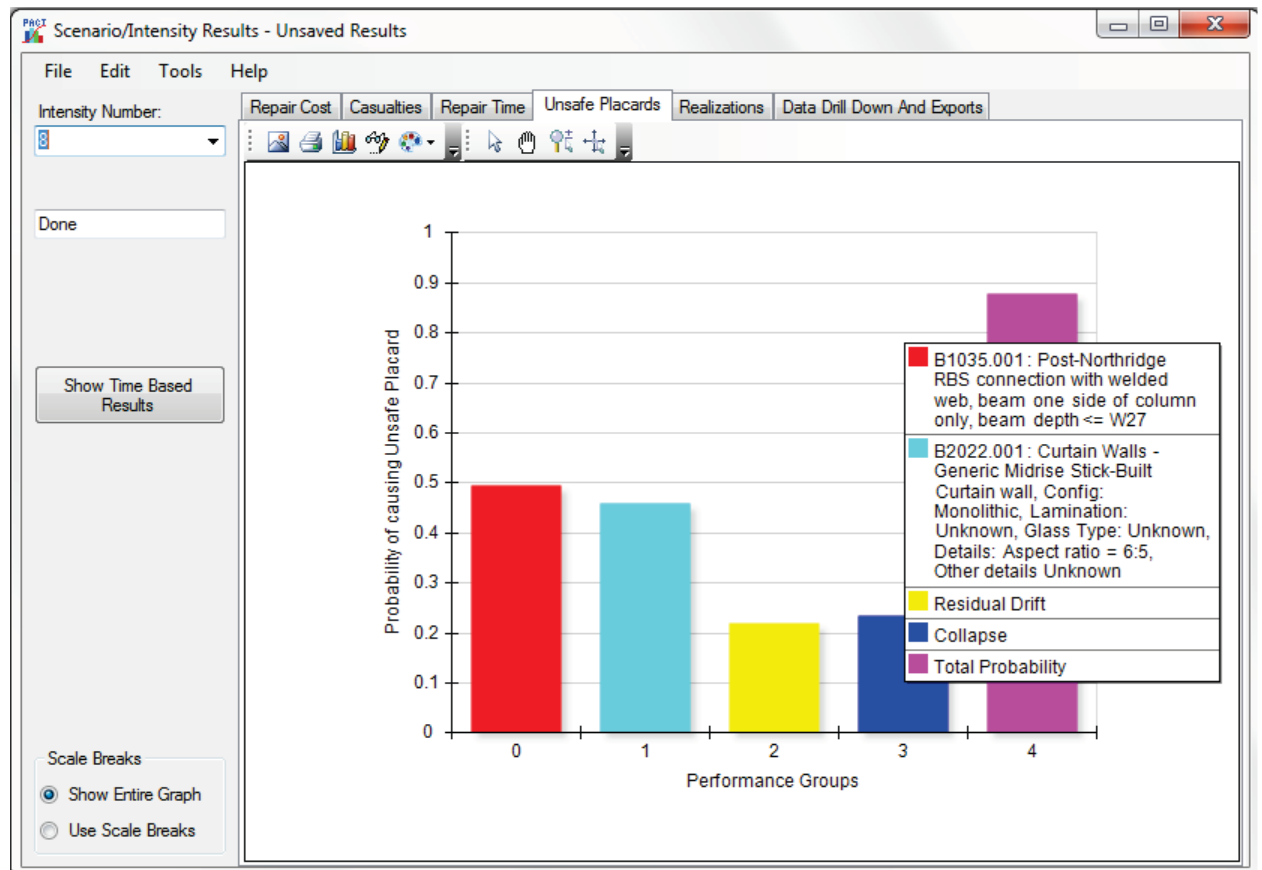 PACT
Scenario/Intensity Results - Unsaved Results
File Edit Tools Help
Intensity Number:
8
Done
Show Time Based
Results
Scale Breaks
Show Entire Graph
Use Scale Breaks
Repair Cost Casualties Repair Time Unsafe Placards Realizations Data Drill Down And Exports
Probability of causing Unsafe Placard
1
0.9
0.8
0.7
0.6
0.5
0.4
0.3
0.2
0.1
0
0 1 2 3 4
Performance Groups
B1035.001: Post-Northridge
RBS connection with welded
web, beam one side of column
only, beam depth <= W27
B2022.001: Curtain Walls -
Generic Midrise Stick-Built
Curtain wall, Config:
Monolithic, Lamination:
Unknown, Glass Type: Unknown,
Details: Aspect ratio = 6:5,
Other details Unknown
Residual Drift
Collapse
Total Probability